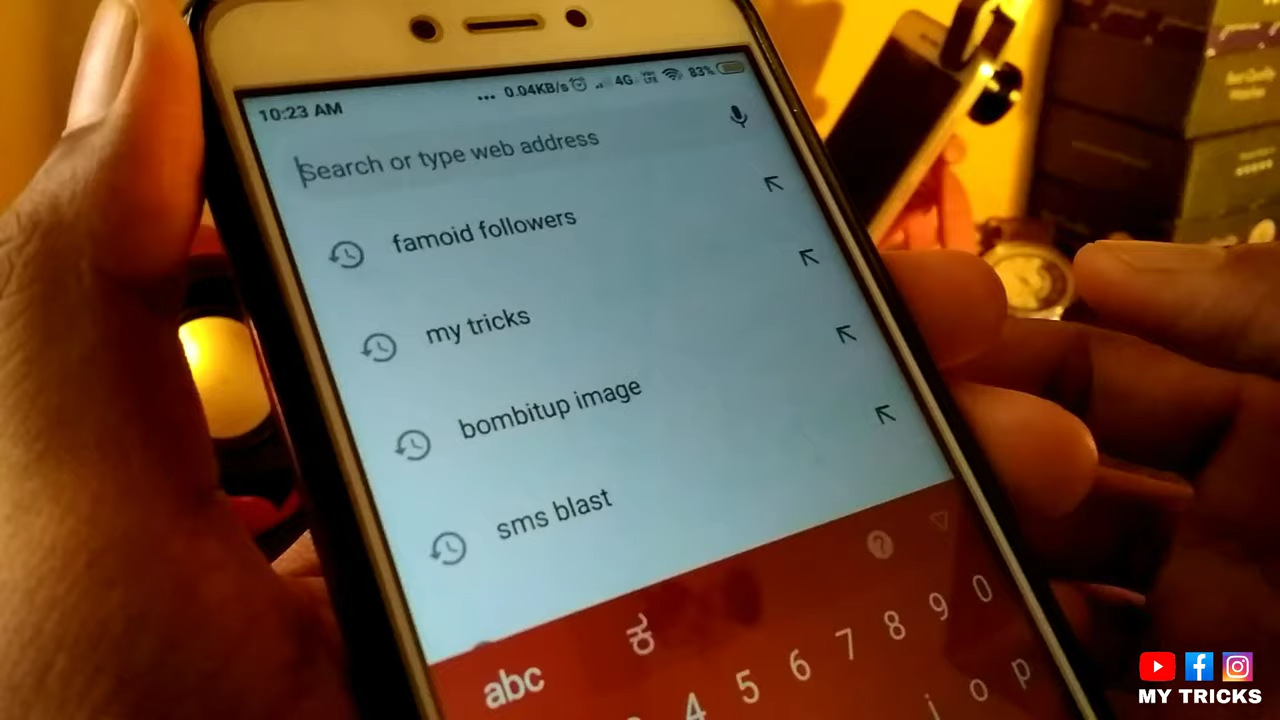 10:23 AM ... 0.04KB/s 4G VoLTE 83%
Search or type web address
famoid followers
my tricks
bombitup image
sms blast
abc ಕ
4 5 6 7 8 9 0
i o p
MY TRICKS